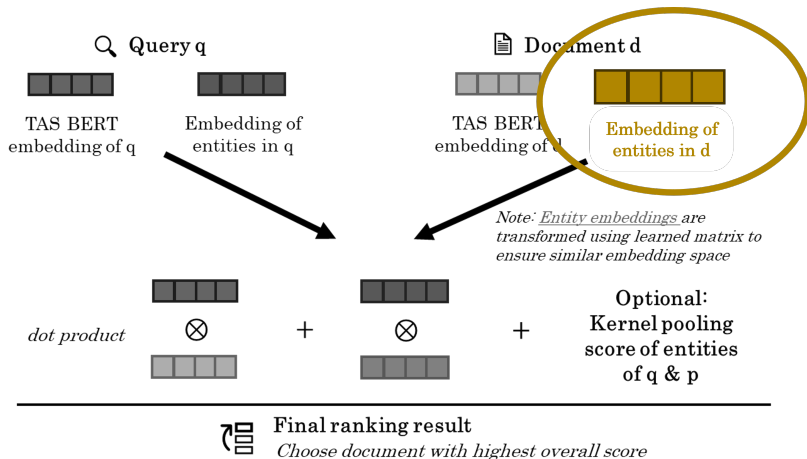 Query q
Document d
TAS BERT
embedding of q
Embedding of
entities in q
TAS BERT
embedding of d
Embedding of
entities in d
Note: Entity embeddings are
transformed using learned matrix to
ensure similar embedding space
dot product
+
+
Optional:
Kernel pooling
score of entities
of q & p
Final ranking result
Choose document with highest overall score